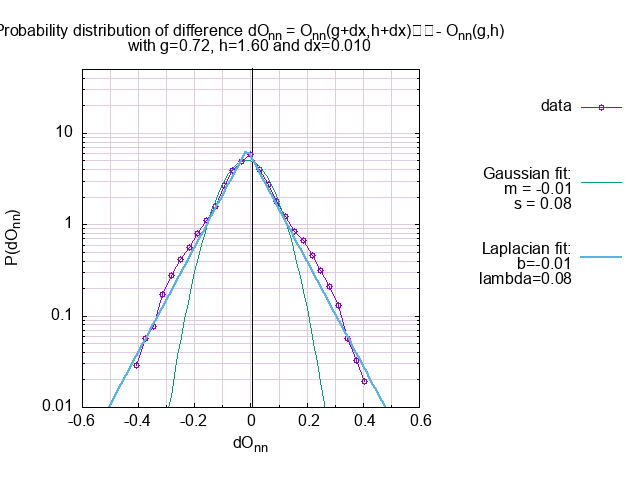 Probability distribution of difference dOnn = Onn(g+dx,h+dx) - Onn(g,h)
with g=0.72, h=1.60 and dx=0.010
data
Gaussian fit:
m = -0.01
s = 0.08
Laplacian fit:
b=-0.01
lambda=0.08
P(dOnn)
10
1
0.1
0.01
-0.6
-0.4
-0.2
0
0.2
0.4
0.6
dOnn